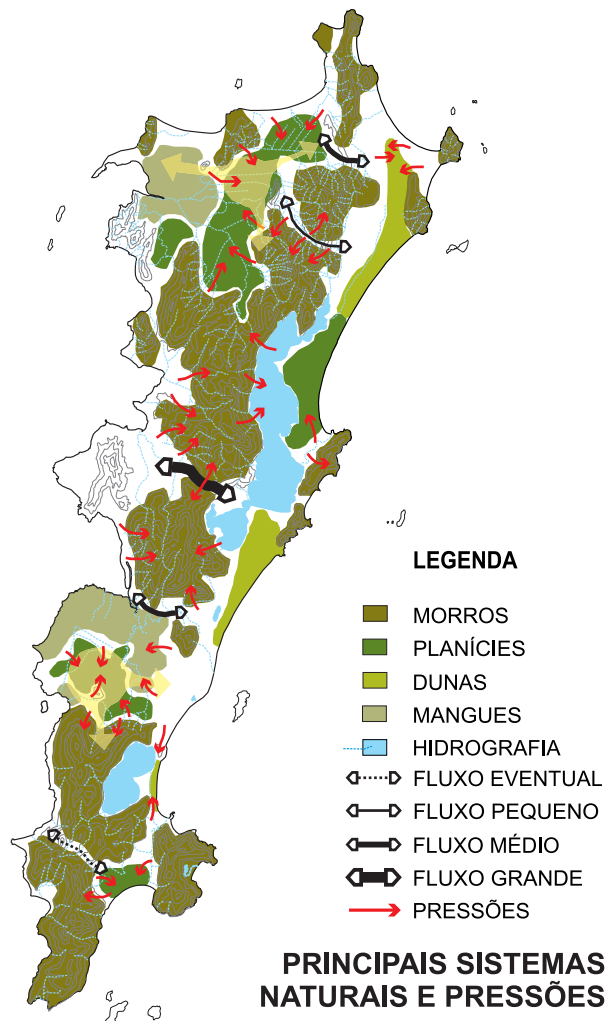 LEGENDA
MORROS
PLANÍCIES
DUNAS
MANGUES
HIDROGRAFIA
FLUXO EVENTUAL
FLUXO PEQUENO
FLUXO MÉDIO
FLUXO GRANDE
PRESSÕES
PRINCIPAIS SISTEMAS
NATURAIS E PRESSÕES